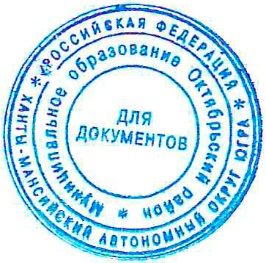 * РОССИЙСКАЯ ФЕДЕРАЦИЯ *
ХАНТЫ-МАНСИЙСКИЙ АВТОНОМНЫЙ ОКРУГ ЮГРА
* Муниципальное образование Октябрьский район
ДЛЯ
ДОКУМЕНТОВ